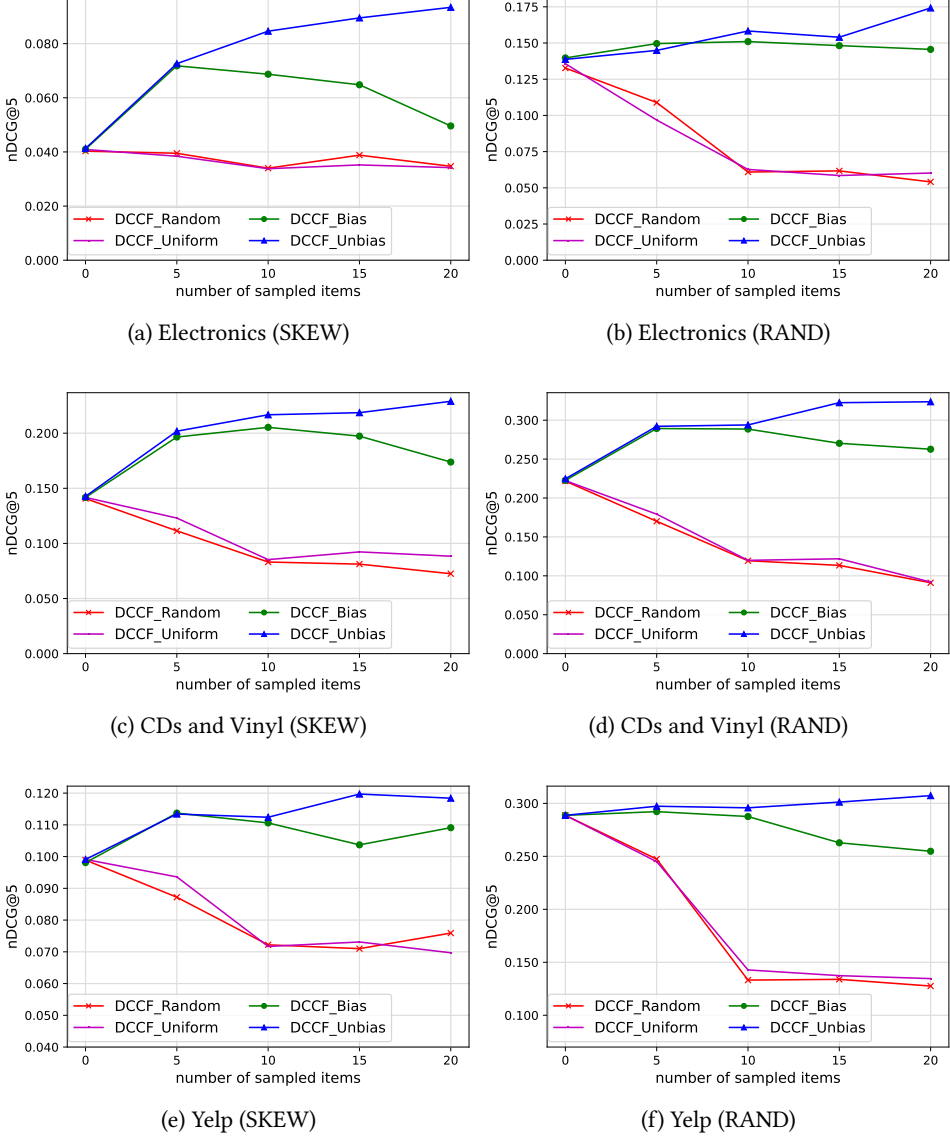 0.080
0.060
0.040
0.020
0.000
nDCG@5
DCCF_Random
DCCF_Uniform
DCCF_Bias
DCCF_Unbias
0 5 10 15 20
number of sampled items
(a) Electronics (SKEW)
0.175
0.150
0.125
0.100
0.075
0.050
0.025
0.000
nDCG@5
DCCF_Random
DCCF_Uniform
DCCF_Bias
DCCF_Unbias
0 5 10 15 20
number of sampled items
(b) Electronics (RAND)
0.200
0.150
0.100
0.050
0.000
nDCG@5
DCCF_Random
DCCF_Uniform
DCCF_Bias
DCCF_Unbias
0 5 10 15 20
number of sampled items
(c) CDs and Vinyl (SKEW)
0.300
0.250
0.200
0.150
0.100
0.050
0.000
nDCG@5
DCCF_Random
DCCF_Uniform
DCCF_Bias
DCCF_Unbias
0 5 10 15 20
number of sampled items
(d) CDs and Vinyl (RAND)
0.120
0.110
0.100
0.090
0.080
0.070
0.060
0.050
0.040
nDCG@5
DCCF_Random
DCCF_Uniform
DCCF_Bias
DCCF_Unbias
0 5 10 15 20
number of sampled items
(e) Yelp (SKEW)
0.300
0.250
0.200
0.150
0.100
nDCG@5
DCCF_Random
DCCF_Uniform
DCCF_Bias
DCCF_Unbias
0 5 10 15 20
number of sampled items
(f) Yelp (RAND)